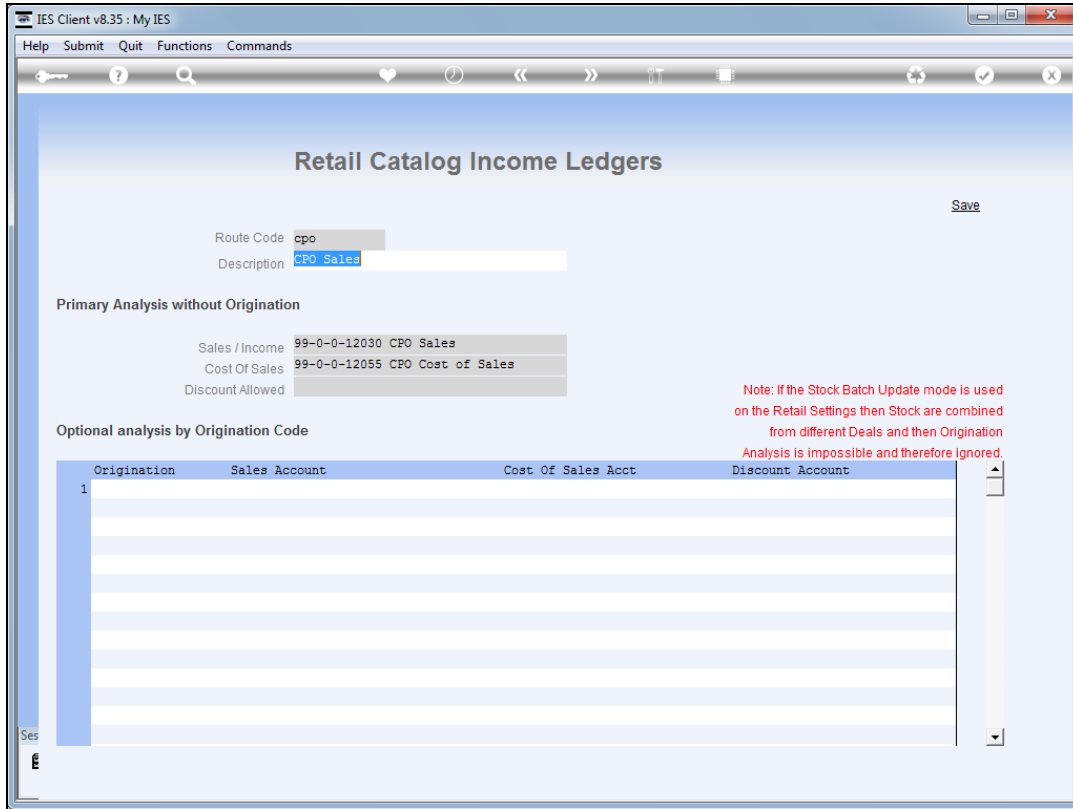 IES Client v8.35 : My IES
Help Submit Quit Functions Commands
Retail Catalog Income Ledgers
Save
Route Code cpo
Description CPO Sales
Primary Analysis without Origination
Sales / Income 99-0-0-12030 CPO Sales
Cost Of Sales 99-0-0-12055 CPO Cost of Sales
Discount Allowed
Note: If the Stock Batch Update mode is used
on the Retail Settings then Stock are combined
from different Deals and then Origination
Analysis is impossible and therefore ignored.
Optional analysis by Origination Code
Origination Sales Account Cost Of Sales Acct Discount Account
1
Ses